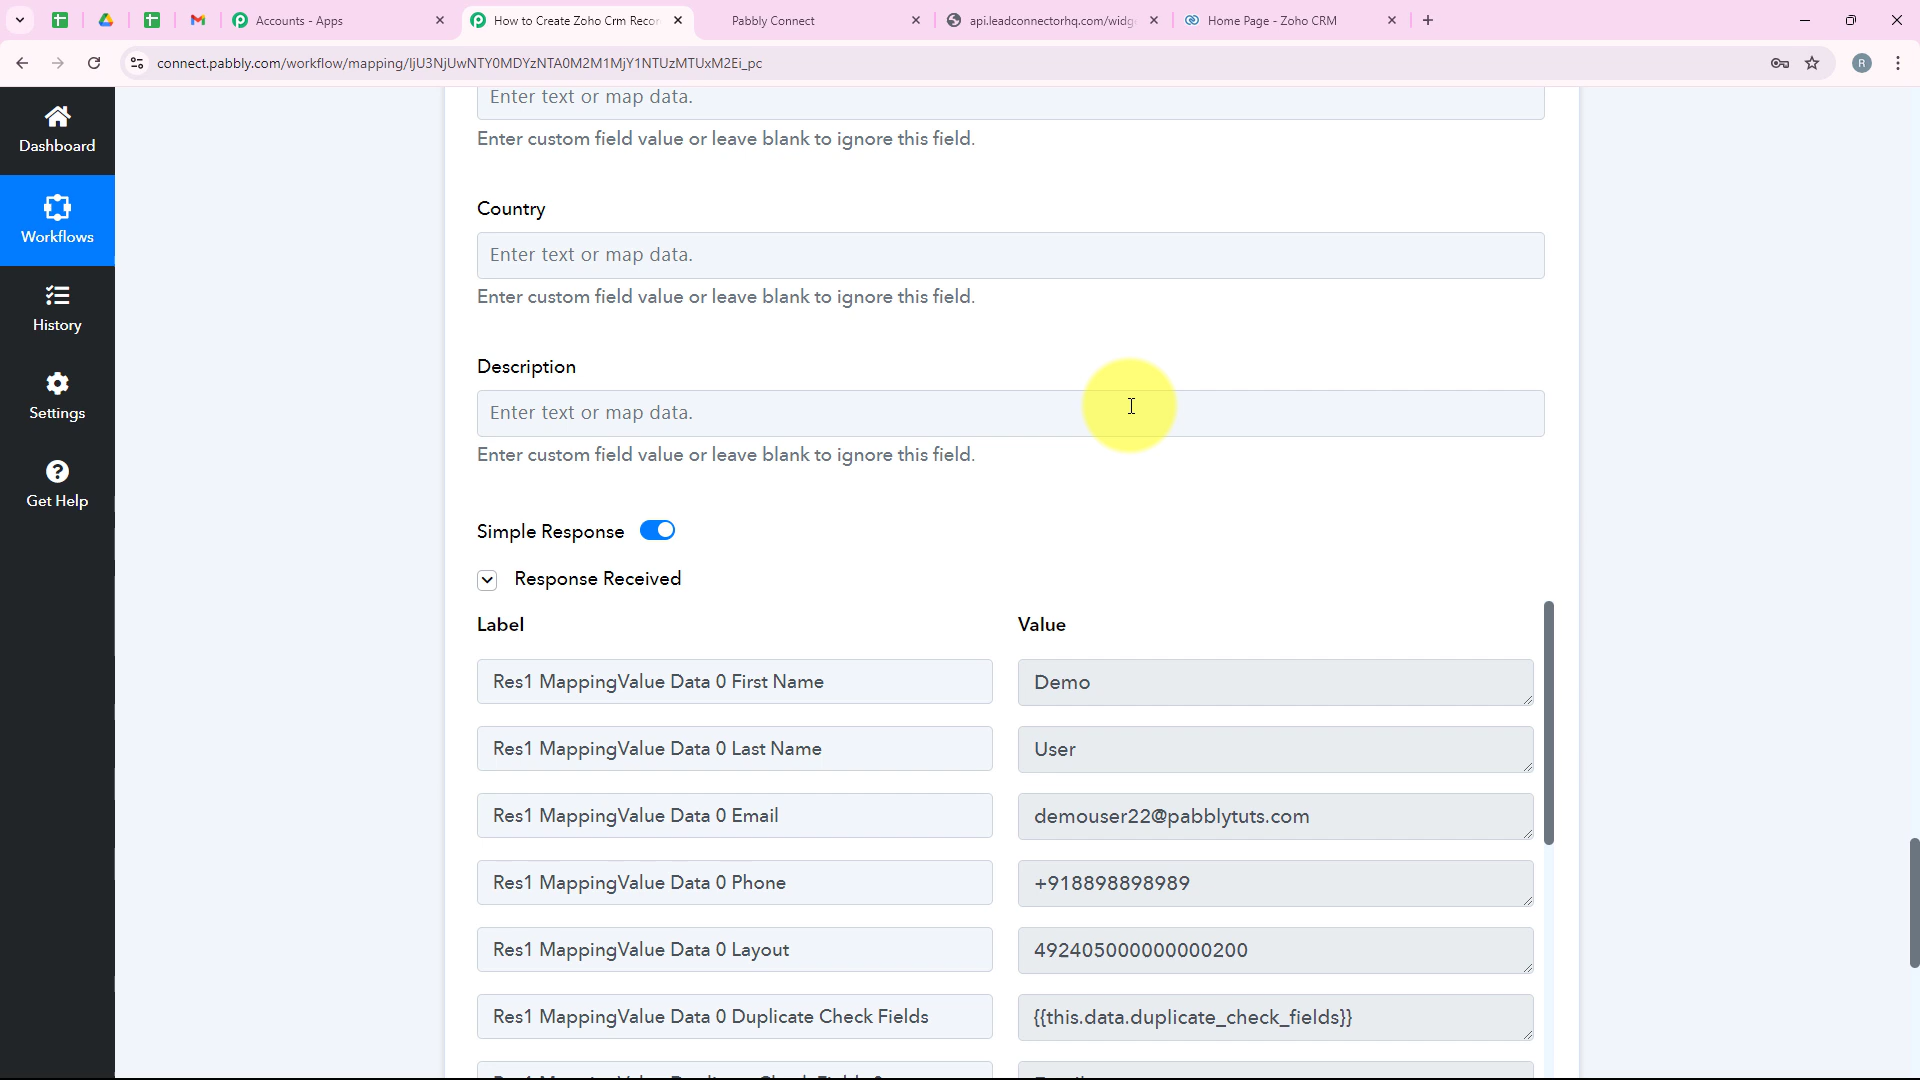 Accounts - Apps
How to Create Zoho Crm Recor
Pabbly Connect
api.leadconnectorhq.com/widge
Home Page - Zoho CRM
connect.pabbly.com/workflow/mapping/IjU3NjUwNTY0MDYzNTA0M2M1MjY1NTUzMTUxM2Ei_pc
R
Dashboard
Workflows
History
Settings
Get Help
Enter text or map data.
Enter custom field value or leave blank to ignore this field.
Country
Enter text or map data.
Enter custom field value or leave blank to ignore this field.
Description
Enter text or map data.
Enter custom field value or leave blank to ignore this field.
Simple Response
Response Received
Label Value
Res1 MappingValue Data 0 First Name Demo
Res1 MappingValue Data 0 Last Name User
Res1 MappingValue Data 0 Email demouser22@pabblytuts.com
Res1 MappingValue Data 0 Phone +918898898989
Res1 MappingValue Data 0 Layout 492405000000000200
Res1 MappingValue Data 0 Duplicate Check Fields {{this.data.duplicate_check_fields}}